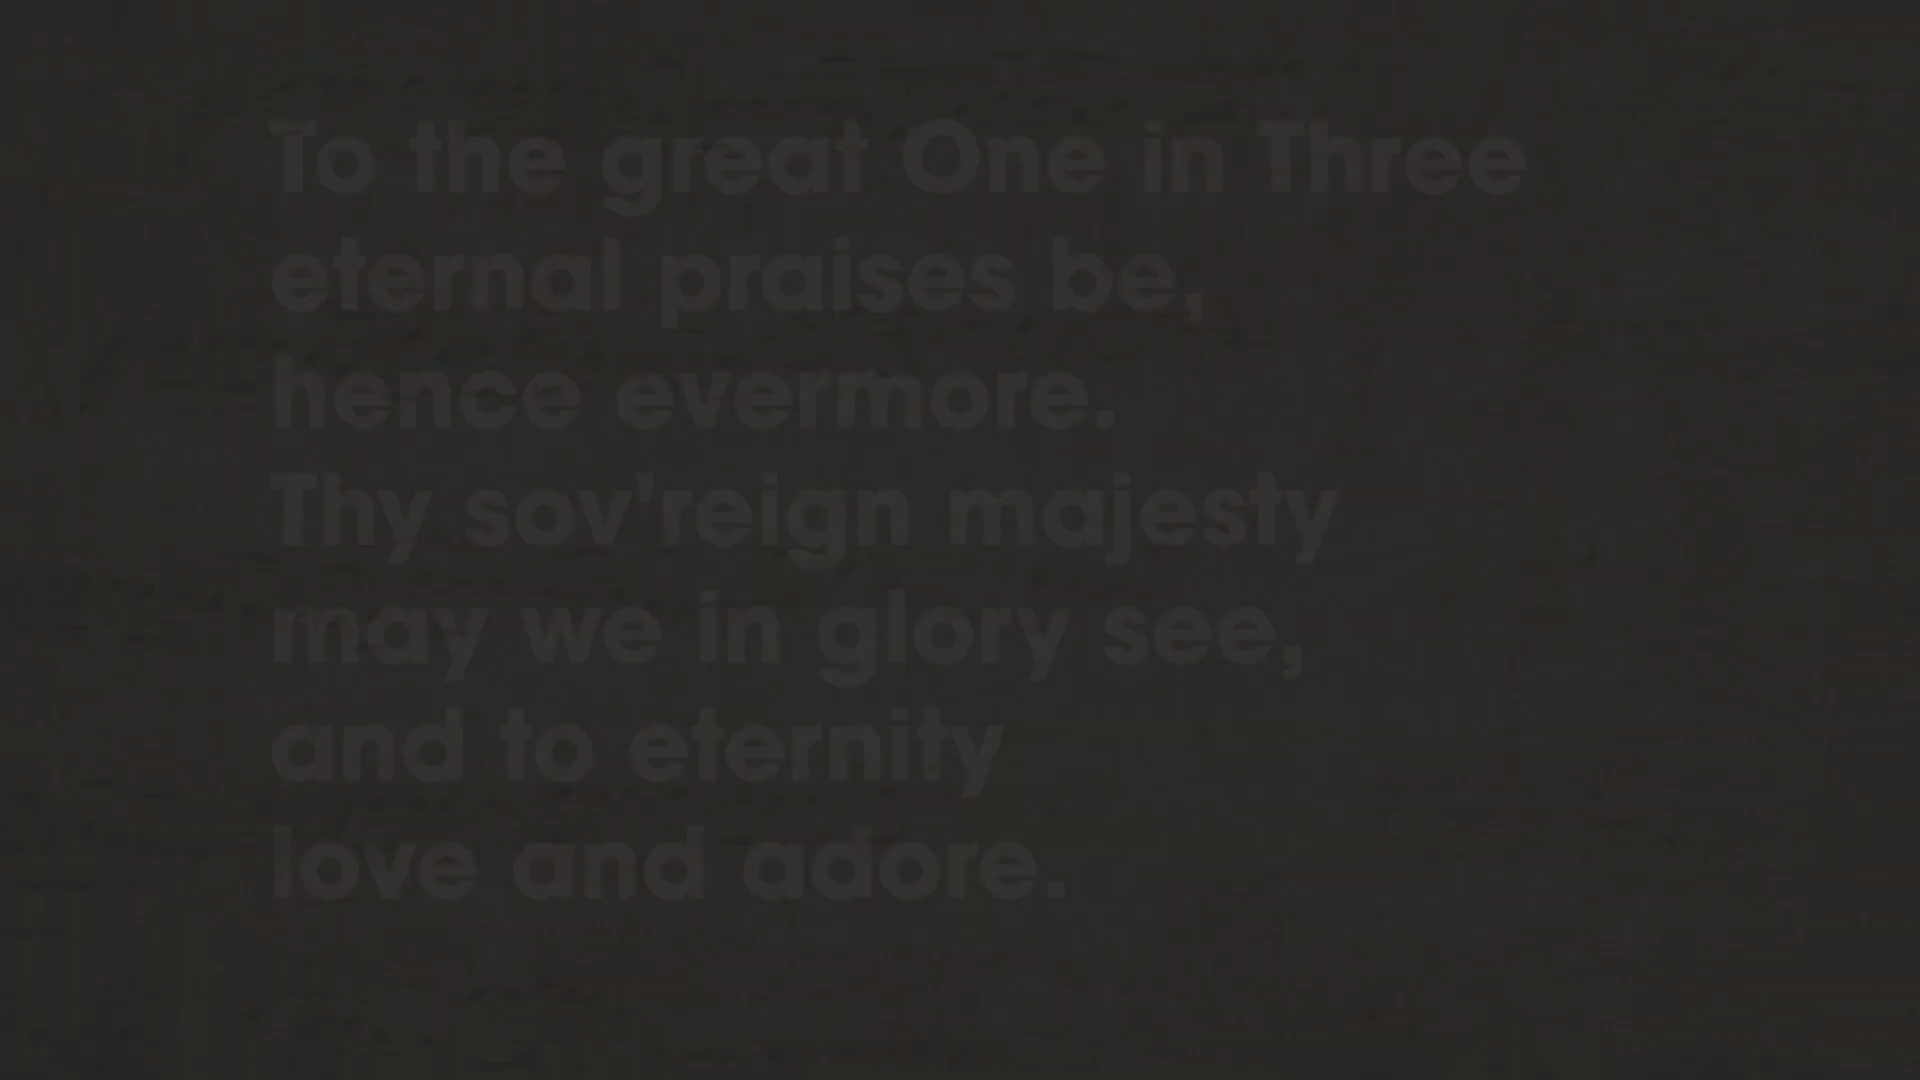 To the great One in Three
eternal praises be,
hence evermore.
Thy sov'reign majesty
may we in glory see,
and to eternity
love and adore.